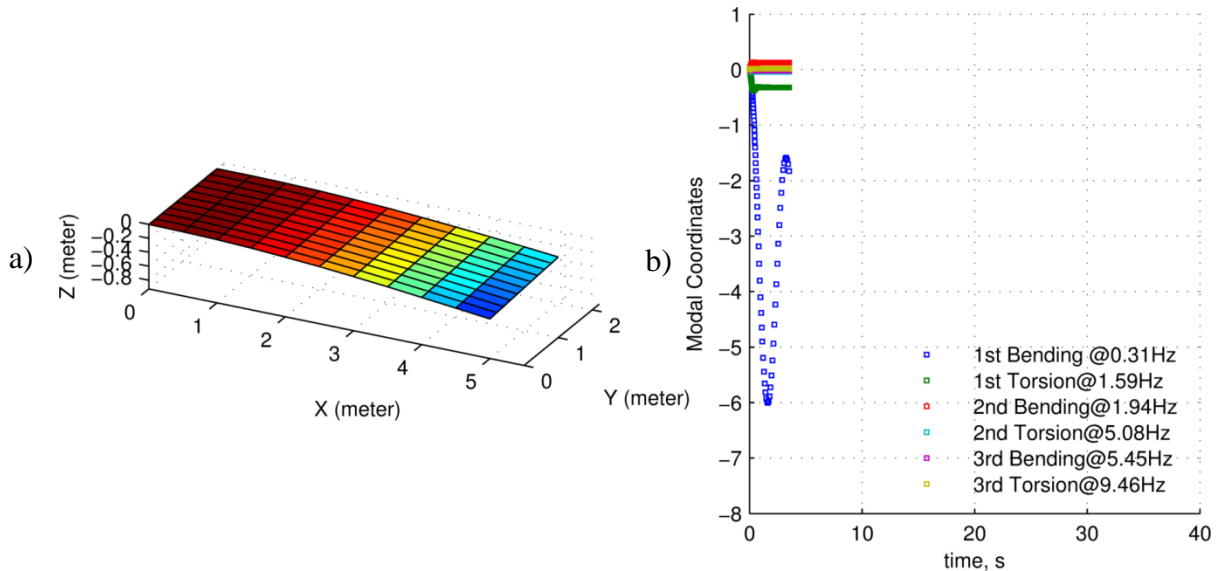 a)
0
−0.2
−0.4
−0.6
−0.8
Z (meter)
0
1
2
3
4
5
X (meter)
0
1
2
Y (meter)
b)
1
0
−1
−2
−3
−4
−5
−6
−7
−8
Modal Coordinates
1st Bending @0.31Hz
1st Torsion@1.59Hz
2nd Bending@1.94Hz
2nd Torsion@5.08Hz
3rd Bending@5.45Hz
3rd Torsion@9.46Hz
0
10
20
30
40
time, s